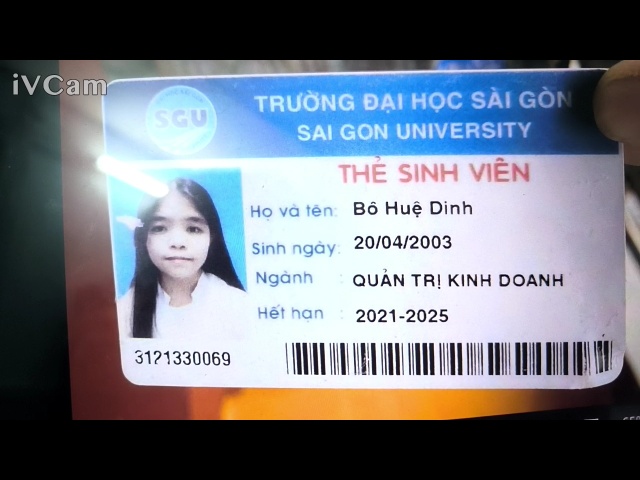 iVCam
SGU
TRƯỜNG ĐẠI HỌC SÀI GÒN
SAI GON UNIVERSITY
THẺ SINH VIÊN
Họ và tên: Bô Huệ Dinh
Sinh ngày: 20/04/2003
Ngành : QUẢN TRỊ KINH DOANH
Hết hạn : 2021-2025
3121330069